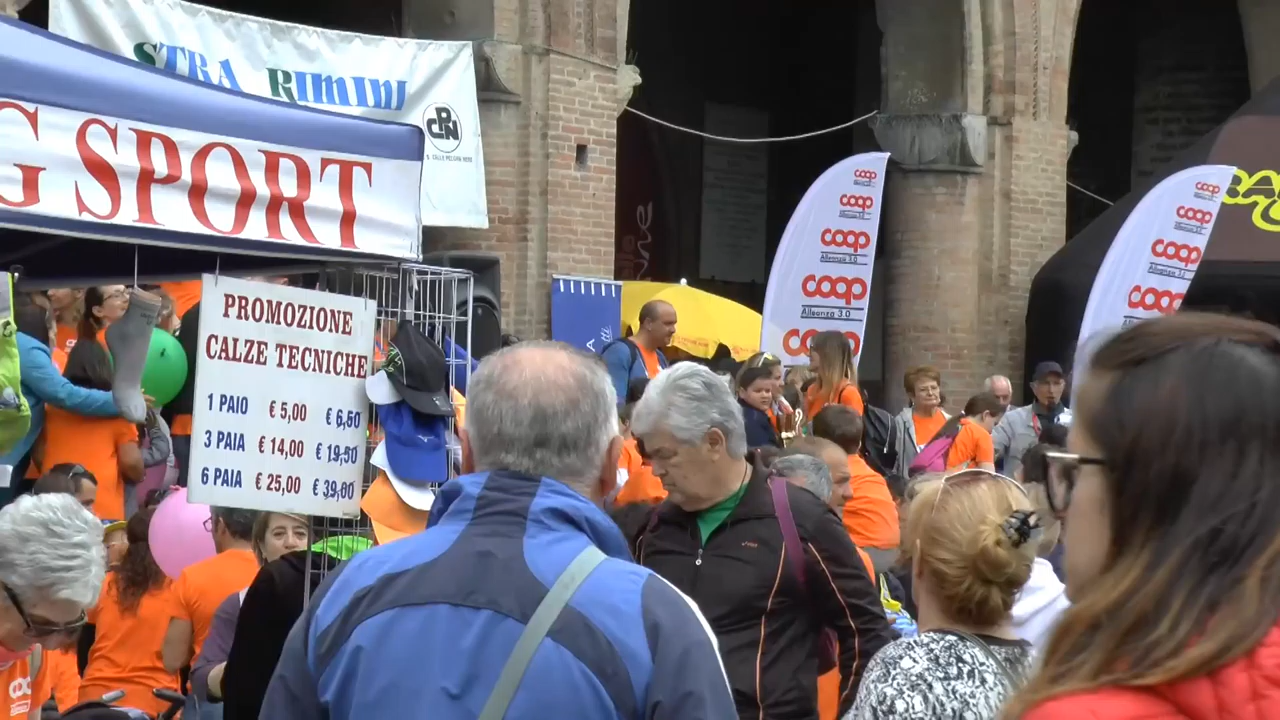 STRA RIMINI
CPN
G SPORT
PROMOZIONE
CALZE TECNICHE
1 PAIO € 5,00 € 6,50
3 PAIA € 14,00 € 19,50
6 PAIA € 25,00 € 39,00
coop
coop
coop
Alleanza 3.0
coop
Alleanza 3.0
coop
coop
coop
coop
Alleanza 3.0
coop
coop